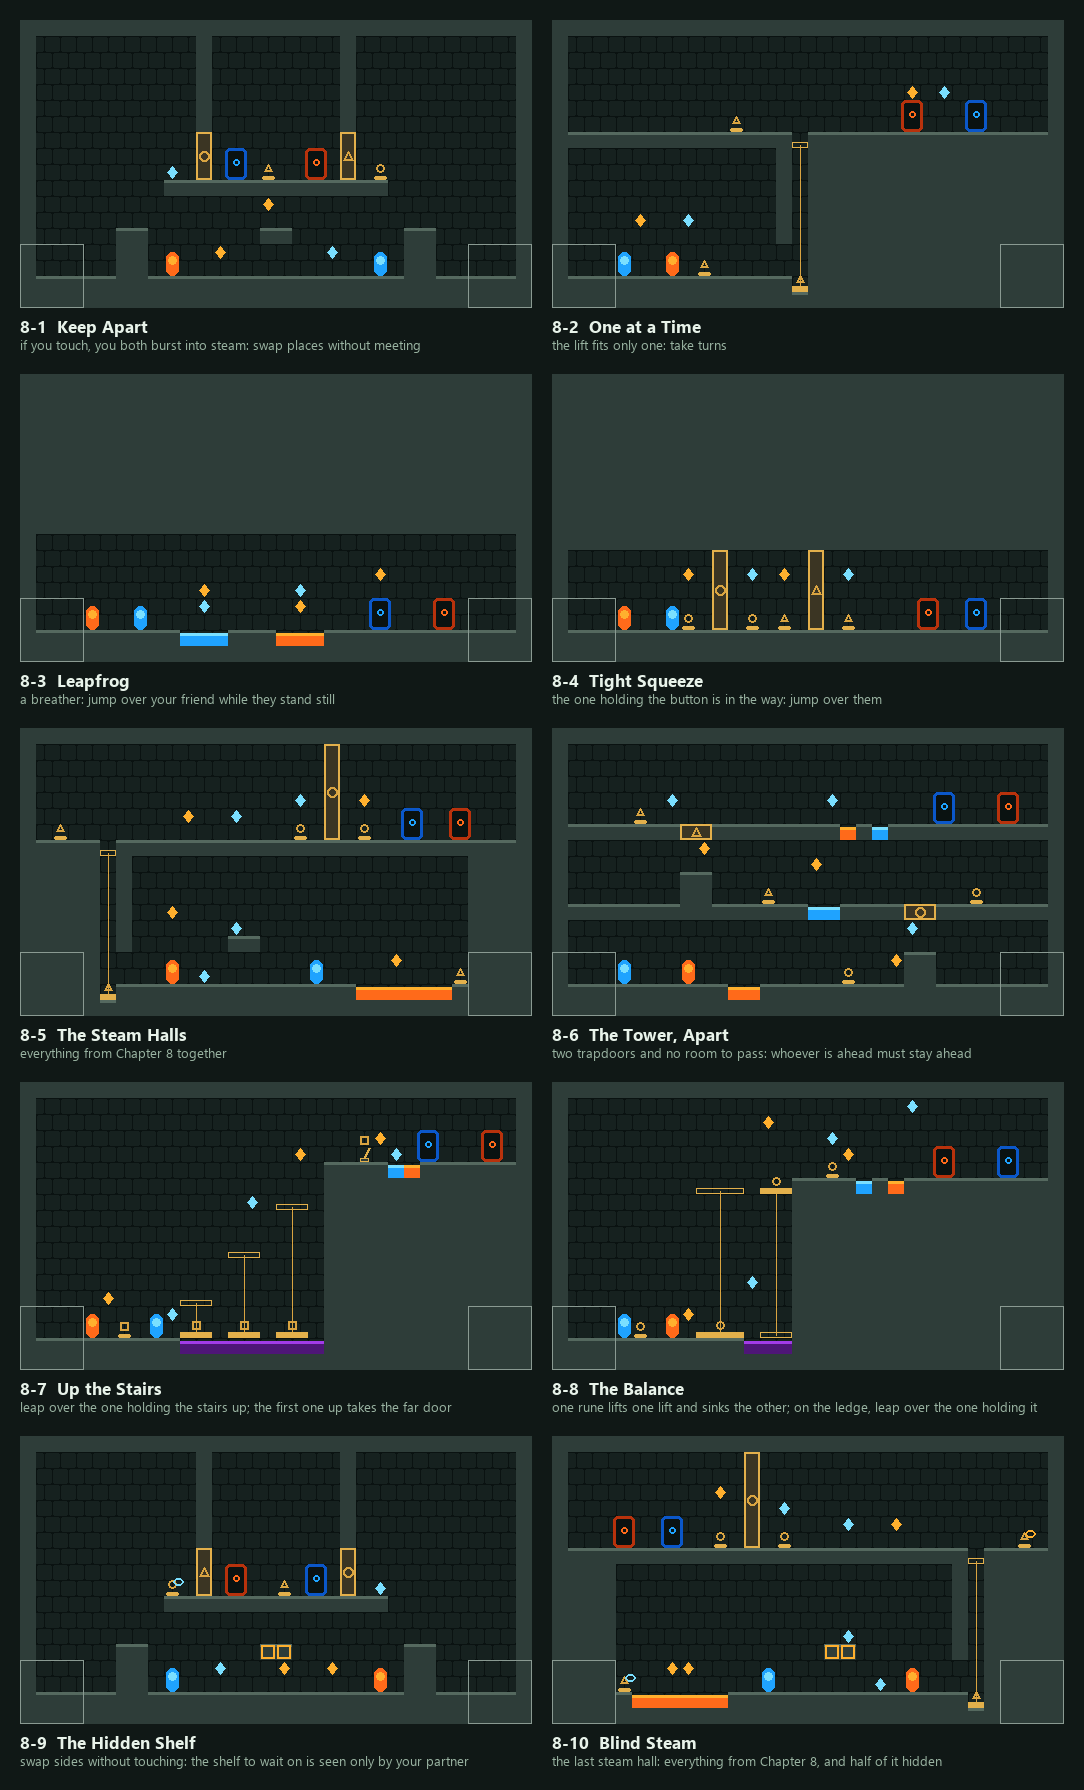 8-1 Keep Apart
if you touch, you both burst into steam: swap places without meeting
8-2 One at a Time
the lift fits only one: take turns
8-3 Leapfrog
a breather: jump over your friend while they stand still
8-4 Tight Squeeze
the one holding the button is in the way: jump over them
8-5 The Steam Halls
everything from Chapter 8 together
8-6 The Tower, Apart
two trapdoors and no room to pass: whoever is ahead must stay ahead
8-7 Up the Stairs
leap over the one holding the stairs up; the first one up takes the far door
8-8 The Balance
one rune lifts one lift and sinks the other; on the ledge, leap over the one holding it
8-9 The Hidden Shelf
swap sides without touching: the shelf to wait on is seen only by your partner
8-10 Blind Steam
the last steam hall: everything from Chapter 8, and half of it hidden